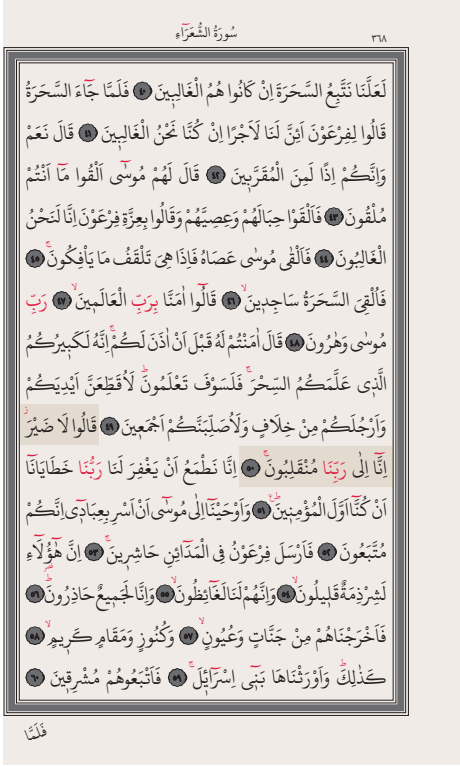 سُورَةُ الشُّعَرَٓاءِ ٣٦٨
لَعَلَّنَا نَتَّبِعُ السَّحَرَةَ اِنْ كَانُوا هُمُ الْغَالِب۪ينَ ﴿٤٠﴾ فَلَمَّا جَٓاءَ السَّحَرَةُ
قَالُوا لِفِرْعَوْنَ اَئِنَّ لَنَا لَاَجْرًا اِنْ كُنَّا نَحْنُ الْغَالِب۪ينَ ﴿٤١﴾ قَالَ نَعَمْ
وَاِنَّكُمْ اِذًا لَمِنَ الْمُقَرَّب۪ينَ ﴿٤٢﴾ قَالَ لَهُمْ مُوسٰٓى اَلْقُوا مَٓا اَنْتُمْ
مُلْقُونَ ﴿٤٣﴾ فَاَلْقَوْا حِبَالَهُمْ وَعِصِيَّهُمْ وَقَالُوا بِعِزَّةِ فِرْعَوْنَ اِنَّا لَنَحْنُ
الْغَالِبُونَ ﴿٤٤﴾ فَاَلْقٰى مُوسٰى عَصَاهُ فَاِذَا هِيَ تَلْقَفُ مَا يَأْفِكُونَۚ ﴿٤٥﴾
فَاُلْقِيَ السَّحَرَةُ سَاجِد۪ينَۙ ﴿٤٦﴾ قَالُٓوا اٰمَنَّا بِرَبِّ الْعَالَم۪ينَۙ ﴿٤٧﴾ رَبِّ
مُوسٰى وَهٰرُونَ ﴿٤٨﴾ قَالَ اٰمَنْتُمْ لَهُ قَبْلَ اَنْ اٰذَنَ لَكُمْۚ اِنَّهُ لَكَب۪يرُكُمُ
الَّذ۪ي عَلَّمَكُمُ السِّحْرَۚ فَلَسَوْفَ تَعْلَمُونَۜ لَاُقَطِّعَنَّ اَيْدِيَكُمْ
وَاَرْجُلَكُمْ مِنْ خِلَافٍ وَلَاُصَلِّبَنَّكُمْ اَجْمَع۪ينَ ﴿٤٩﴾ قَالُوا لَا ضَيْرَۘ
اِنَّٓا اِلٰى رَبِّنَا مُنْقَلِبُونَۚ ﴿٥٠﴾ اِنَّا نَطْمَعُ اَنْ يَغْفِرَ لَنَا رَبُّنَا خَطَايَانَٓا
اَنْ كُنَّٓا اَوَّلَ الْمُؤْمِن۪ينَۜ ﴿٥١﴾ وَاَوْحَيْنَٓا اِلٰى مُوسٰٓى اَنْ اَسْرِ بِعِبَاد۪ٓي اِنَّكُمْ
مُتَّبَعُونَ ﴿٥٢﴾ فَاَرْسَلَ فِرْعَوْنُ فِي الْمَدَٓائِنِ حَاشِر۪ينَۚ ﴿٥٣﴾ اِنَّ هٰٓؤُ۬لَٓاءِ
لَشِرْذِمَةٌ قَل۪يلُونَۙ ﴿٥٤﴾ وَاِنَّهُمْ لَنَا لَغَٓائِظُونَۙ ﴿٥٥﴾ وَاِنَّا لَجَم۪يعٌ حَاذِرُونَۜ ﴿٥٦﴾
فَاَخْرَجْنَاهُمْ مِنْ جَنَّاتٍ وَعُيُونٍۙ ﴿٥٧﴾ وَكُنُوزٍ وَمَقَامٍ كَر۪يمٍۙ ﴿٥٨﴾
كَذٰلِكَۜ وَاَوْرَثْنَاهَا بَن۪ٓي اِسْرَٓائ۪لَۚ ﴿٥٩﴾ فَاَتْبَعُوهُمْ مُشْرِق۪ينَ ﴿٦٠﴾
فَلَمَّا